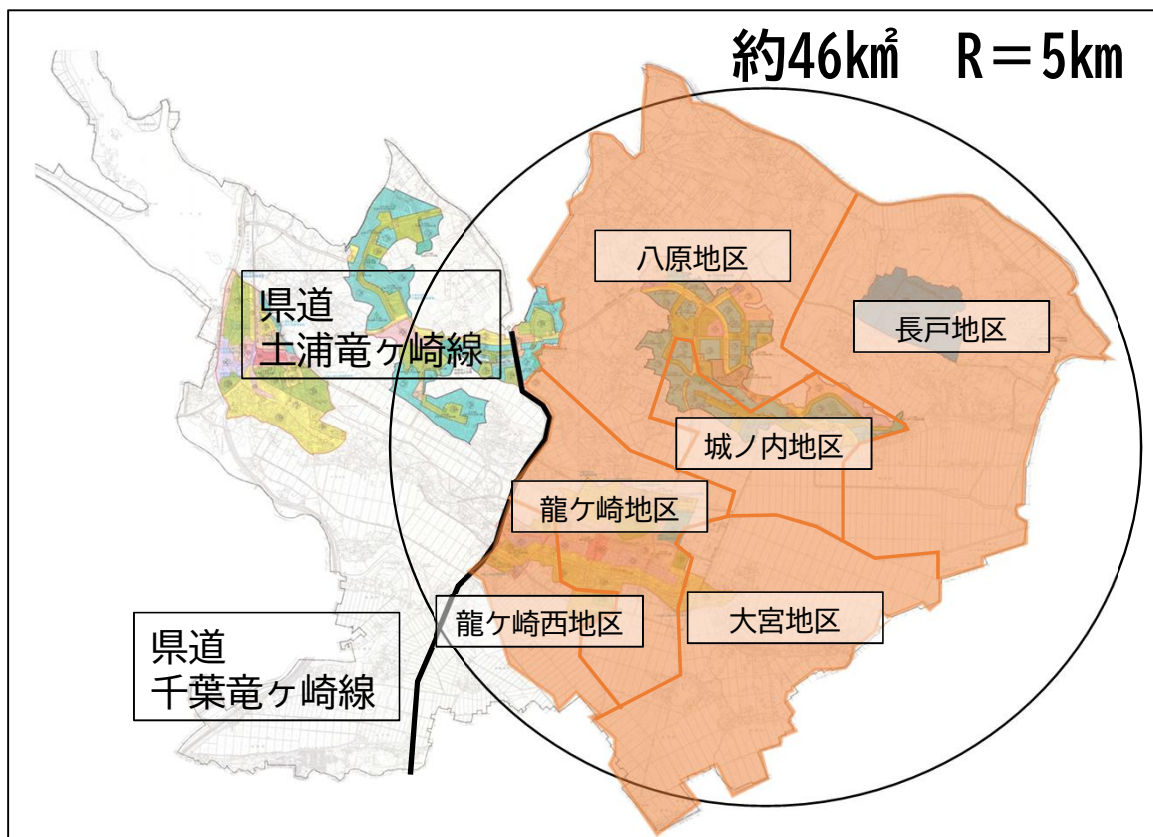 約46k㎡　R＝5km
八原地区
県道
土浦竜ヶ崎線
長戸地区
城ノ内地区
龍ケ崎地区
龍ケ崎西地区
大宮地区
県道
千葉竜ヶ崎線